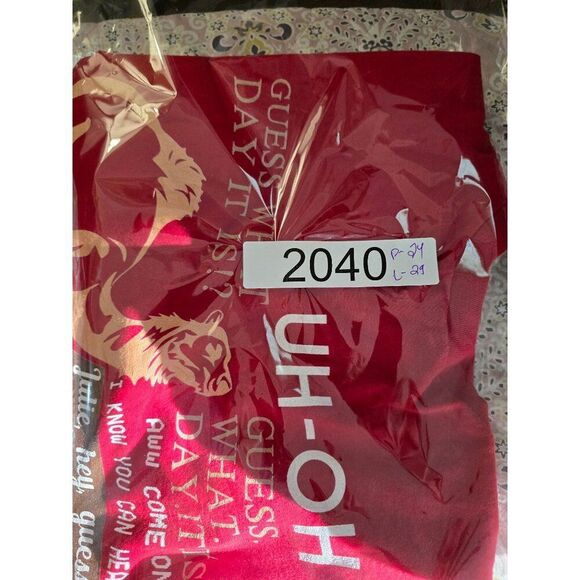 GUESS WHAT
DAY IT IS!?
2040
P-24
L-29
UH-OH
GUESS.
WHAT.
DAY. IT. IS
AWW COME ON
I KNOW YOU CAN HEA
Julie, hey, guess